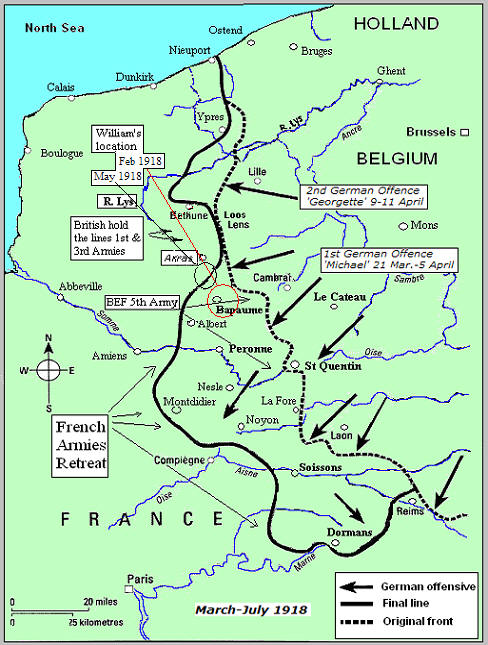 HOLLAND
North Sea
Ostend
Nieuport
Bruges
Dunkirk
Ghent
Calais
William's
location
Ypres
R. Lys
Ancre
Brussels
Feb 1918
Boulogue
May 1918
Lille
BELGIUM
R. Lys
2nd German Offence
'Georgette' 9-11 April
Bethune
Loos
Lens
Mons
British hold
the lines 1st &
3rd Armies
Arras
1st German Offence
'Michael' 21 Mar.-5 April
Cambrai
Sambre
Abbeville
BEF 5th Army
Bapaume
Le Cateau
Somme
Albert
N
W
E
S
Amiens
Peronne
Oise
St Quentin
Nesle
Montdidier
La Fore
Noyon
Laon
French
Armies
Retreat
Compiègne
Aisne
Soissons
Oise
Reims
FRANCE
Dormans
Marne
Paris
0
20 miles
0
25 kilometres
March-July 1918
German offensive
Final line
Original front